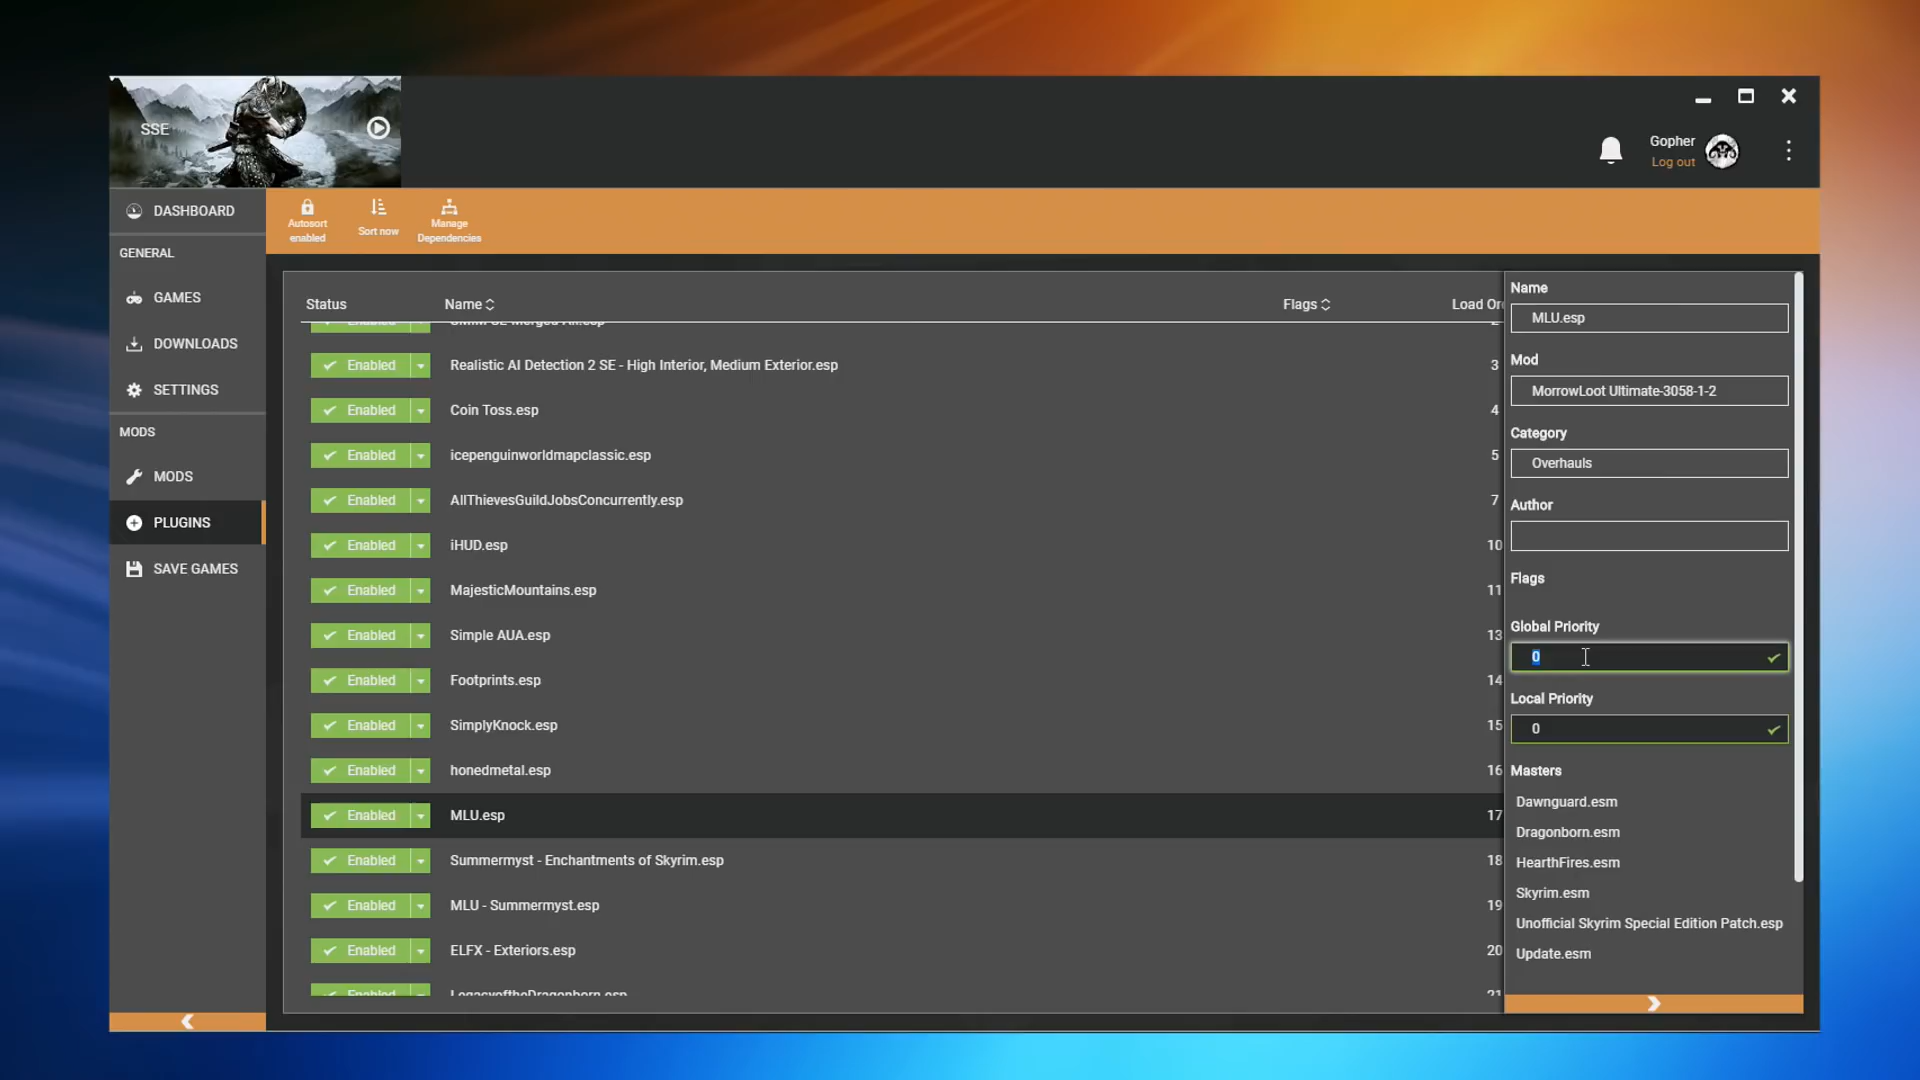 SSE
Gopher
Log out
DASHBOARD
GENERAL
GAMES
DOWNLOADS
SETTINGS
MODS
MODS
PLUGINS
SAVE GAMES
Autosort
enabled
Sort now
Manage
Dependencies
Status Name Flags Load Or
Enabled
Enabled Realistic AI Detection 2 SE - High Interior, Medium Exterior.esp 3
Enabled Coin Toss.esp 4
Enabled icepenguinworldmapclassic.esp 5
Enabled AllThievesGuildJobsConcurrently.esp 7
Enabled iHUD.esp 10
Enabled MajesticMountains.esp 11
Enabled Simple AUA.esp 13
Enabled Footprints.esp 14
Enabled SimplyKnock.esp 15
Enabled honedmetal.esp 16
Enabled MLU.esp 17
Enabled Summermyst - Enchantments of Skyrim.esp 18
Enabled MLU - Summermyst.esp 19
Enabled ELFX - Exteriors.esp 20
Enabled LegacyoftheDragonborn.esp 21
Name
MLU.esp
Mod
MorrowLoot Ultimate-3058-1-2
Category
Overhauls
Author
Flags
Global Priority
0
Local Priority
0
Masters
Dawnguard.esm
Dragonborn.esm
HearthFires.esm
Skyrim.esm
Unofficial Skyrim Special Edition Patch.esp
Update.esm